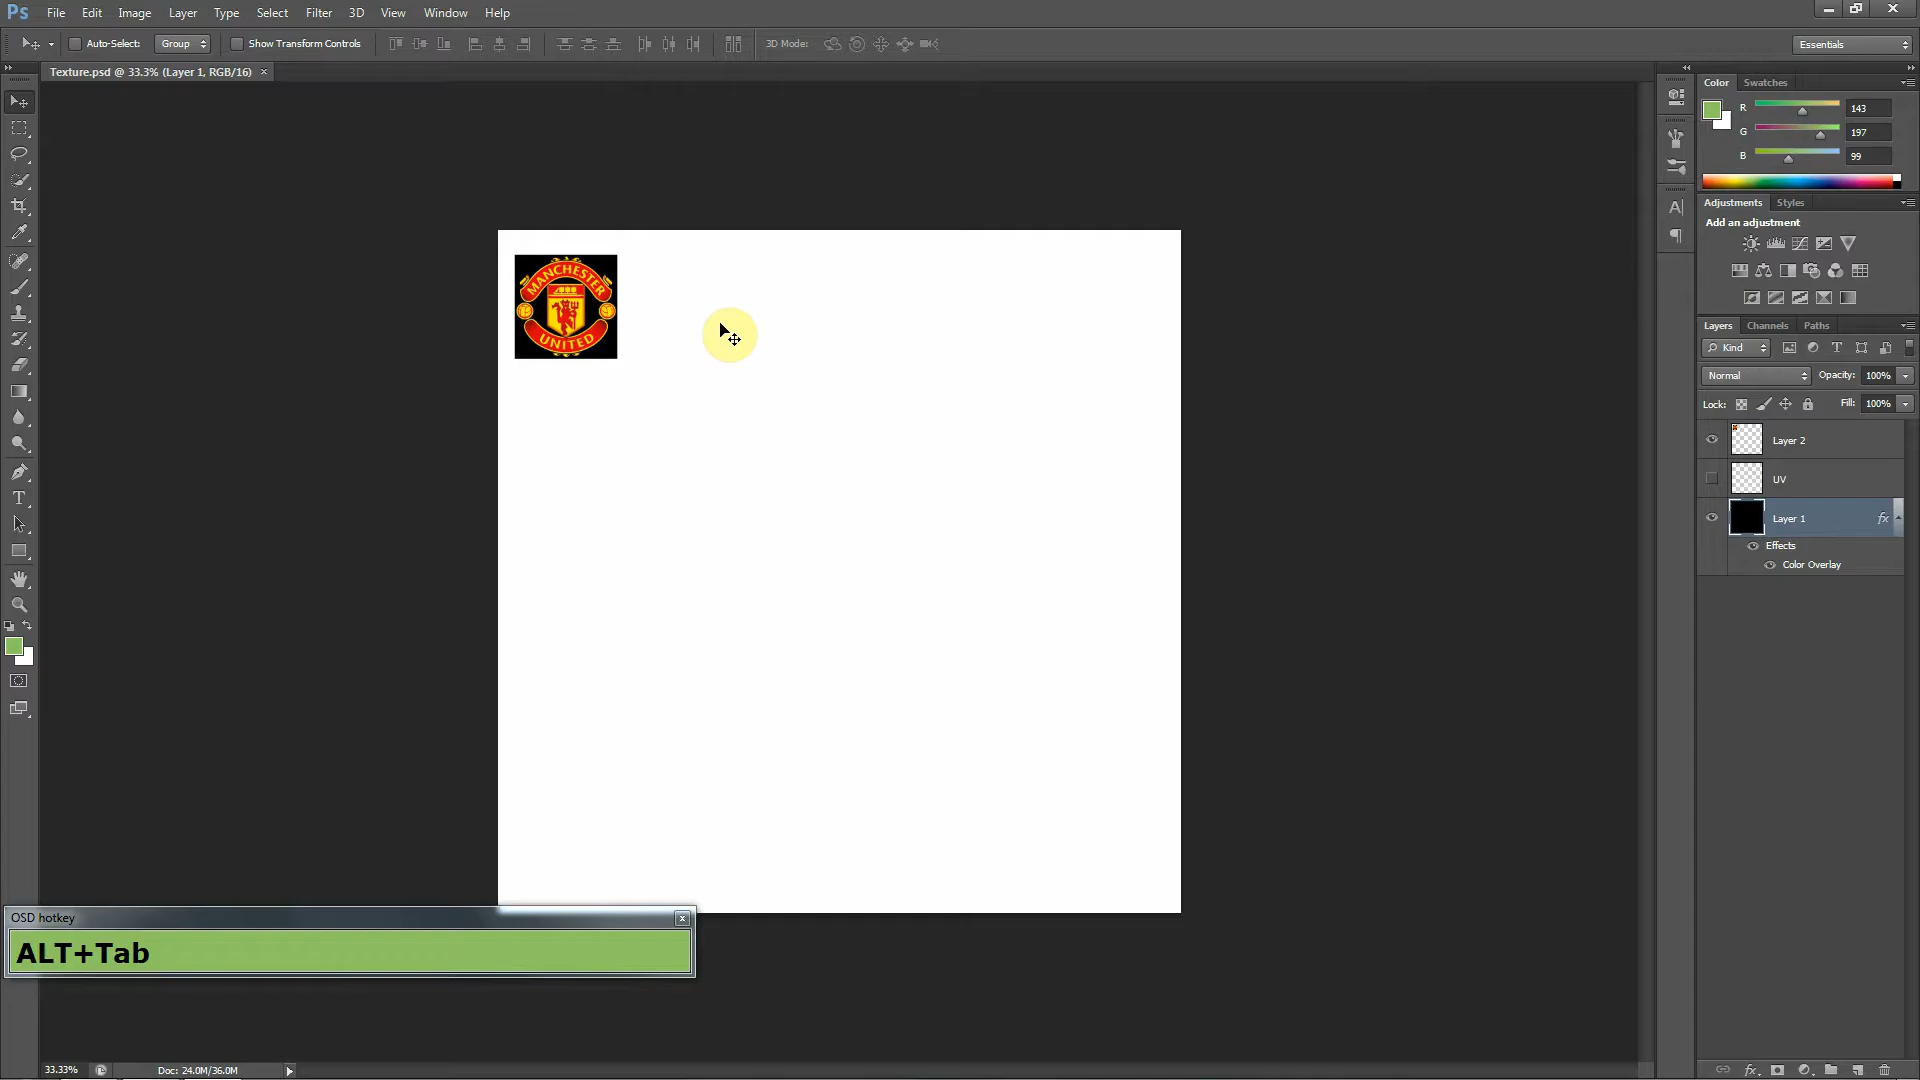 Ps File Edit Image Layer Type Select Filter 3D View Window Help
Auto-Select: Group Show Transform Controls 3D Mode: Essentials
Texture.psd @ 33.3% (Layer 1, RGB/16) ×
Color Swatches
R 143
G 197
B 99
Adjustments Styles
Add an adjustment
MANCHESTER
UNITED
Layers Channels Paths
Kind
Normal Opacity: 100%
Lock: Fill: 100%
Layer 2
UV
Layer 1 fx
Effects
Color Overlay
OSD hotkey x
ALT+Tab
33.33% Doc: 24.0M/36.0M